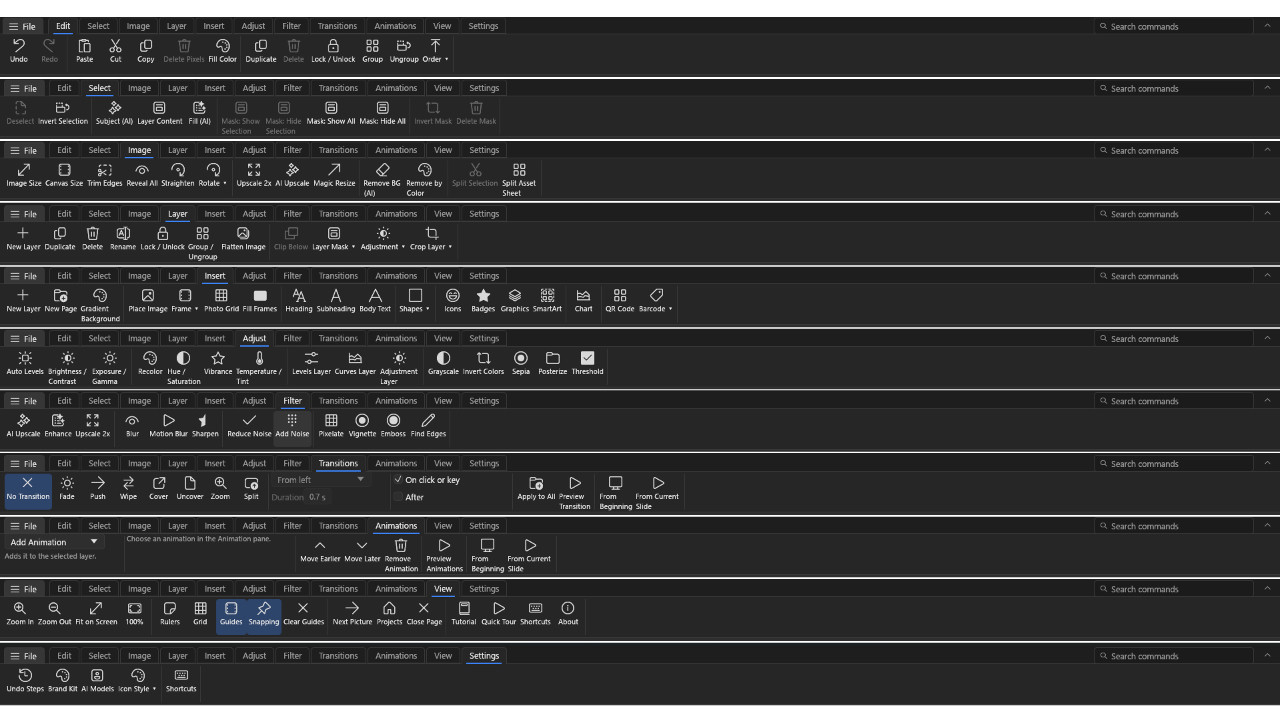 File Edit Select Image Layer Insert Adjust Filter Transitions Animations View Settings Search commands
Undo Redo Paste Cut Copy Delete Pixels Fill Color Duplicate Delete Lock / Unlock Group Ungroup Order
File Edit Select Image Layer Insert Adjust Filter Transitions Animations View Settings Search commands
Deselect Invert Selection Subject (AI) Layer Content Fill (AI) Mask: Show Mask: Hide Mask: Show All Mask: Hide All Invert Mask Delete Mask
Selection Selection
File Edit Select Image Layer Insert Adjust Filter Transitions Animations View Settings Search commands
Image Size Canvas Size Trim Edges Reveal All Straighten Rotate Upscale 2x AI Upscale Magic Resize Remove BG Remove by Split Selection Split Asset
(AI) Color Sheet
File Edit Select Image Layer Insert Adjust Filter Transitions Animations View Settings Search commands
New Layer Duplicate Delete Rename Lock / Unlock Group / Flatten Image Clip Below Layer Mask Adjustment Crop Layer
Ungroup
File Edit Select Image Layer Insert Adjust Filter Transitions Animations View Settings Search commands
New Layer New Page Gradient Place Image Frame Photo Grid Fill Frames Heading Subheading Body Text Shapes Icons Badges Graphics SmartArt Chart QR Code Barcode
Background
File Edit Select Image Layer Insert Adjust Filter Transitions Animations View Settings Search commands
Auto Levels Brightness / Exposure / Recolor Hue / Vibrance Temperature / Levels Layer Curves Layer Adjustment Grayscale Invert Colors Sepia Posterize Threshold
Contrast Gamma Saturation Tint Layer
File Edit Select Image Layer Insert Adjust Filter Transitions Animations View Settings Search commands
AI Upscale Enhance Upscale 2x Blur Motion Blur Sharpen Reduce Noise Add Noise Pixelate Vignette Emboss Find Edges
File Edit Select Image Layer Insert Adjust Filter Transitions Animations View Settings Search commands
From left On click or key
No Transition Fade Push Wipe Cover Uncover Zoom Split Duration 0.7 s After Apply to All Preview From From Current
Transition Beginning Slide
File Edit Select Image Layer Insert Adjust Filter Transitions Animations View Settings Search commands
Add Animation Choose an animation in the Animation pane.
Adds it to the selected layer. Move Earlier Move Later Remove Preview From From Current
Animation Animations Beginning Slide
File Edit Select Image Layer Insert Adjust Filter Transitions Animations View Settings Search commands
Zoom In Zoom Out Fit on Screen 100% Rulers Grid Guides Snapping Clear Guides Next Picture Projects Close Page Tutorial Quick Tour Shortcuts About
File Edit Select Image Layer Insert Adjust Filter Transitions Animations View Settings Search commands
Undo Steps Brand Kit AI Models Icon Style Shortcuts